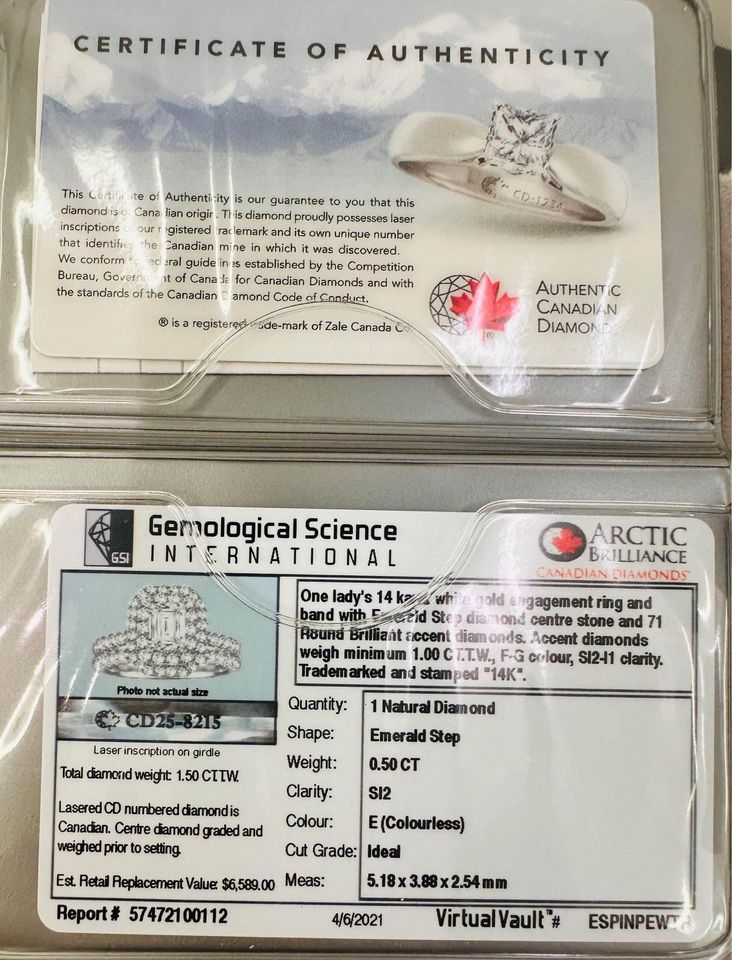 CERTIFICATE OF AUTHENTICITY
CD-1234
This Certificate of Authenticity is our guarantee to you that this
diamond is of Canadian origin. This diamond proudly possesses laser
inscriptions of our registered trademark and its own unique number
that identifies the Canadian mine in which it was discovered.
We conform to federal guidelines established by the Competition
Bureau, Government of Canada for Canadian Diamonds and with
the standards of the Canadian Diamond Code of Conduct.
® is a registered trade-mark of Zale Canada Co.
AUTHENTIC
CANADIAN
DIAMOND
®
GSI
Gemological Science
INTERNATIONAL
ARCTIC
BRILLIANCE
CANADIAN DIAMONDS
Photo not actual size
CD25-8215
Laser inscription on girdle
Total diamond weight: 1.50 CT.T.W.
Lasered CD numbered diamond is
Canadian. Centre diamond graded and
weighed prior to setting.
Est. Retail Replacement Value: $6,589.00
One lady's 14 karat white gold engagement ring and
band with Emerald Step diamond centre stone and 71
Round Brilliant accent diamonds. Accent diamonds
weigh minimum 1.00 CT.T.W., F-G colour, SI2-I1 clarity.
Trademarked and stamped "14K".
Quantity: 1 Natural Diamond
Shape: Emerald Step
Weight: 0.50 CT
Clarity: SI2
Colour: E (Colourless)
Cut Grade: Ideal
Meas: 5.18 x 3.88 x 2.54 mm
Report # 57472100112
4/6/2021
VirtualVault™#